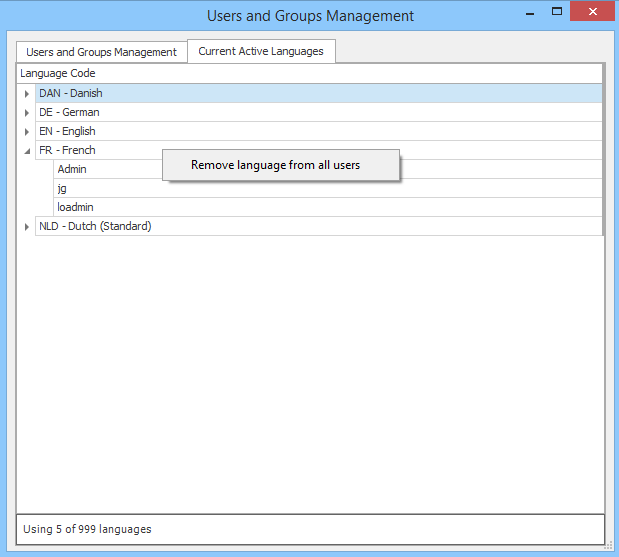 Users and Groups Management
Users and Groups Management
Current Active Languages
Language Code
DAN - Danish
DE - German
EN - English
FR - French
Remove language from all users
Admin
jg
loadmin
NLD - Dutch (Standard)
Using 5 of 999 languages